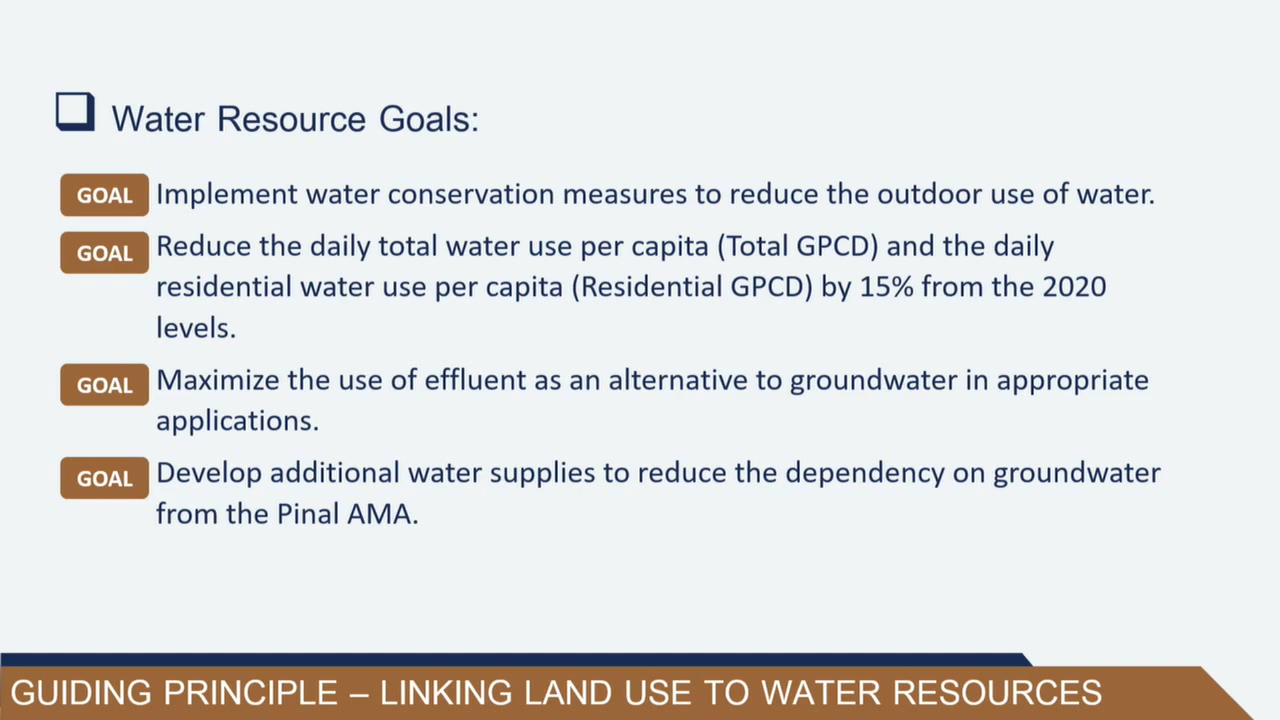 Water Resource Goals:
GOAL Implement water conservation measures to reduce the outdoor use of water.
GOAL Reduce the daily total water use per capita (Total GPCD) and the daily
residential water use per capita (Residential GPCD) by 15% from the 2020
levels.
GOAL Maximize the use of effluent as an alternative to groundwater in appropriate
applications.
GOAL Develop additional water supplies to reduce the dependency on groundwater
from the Pinal AMA.
GUIDING PRINCIPLE – LINKING LAND USE TO WATER RESOURCES